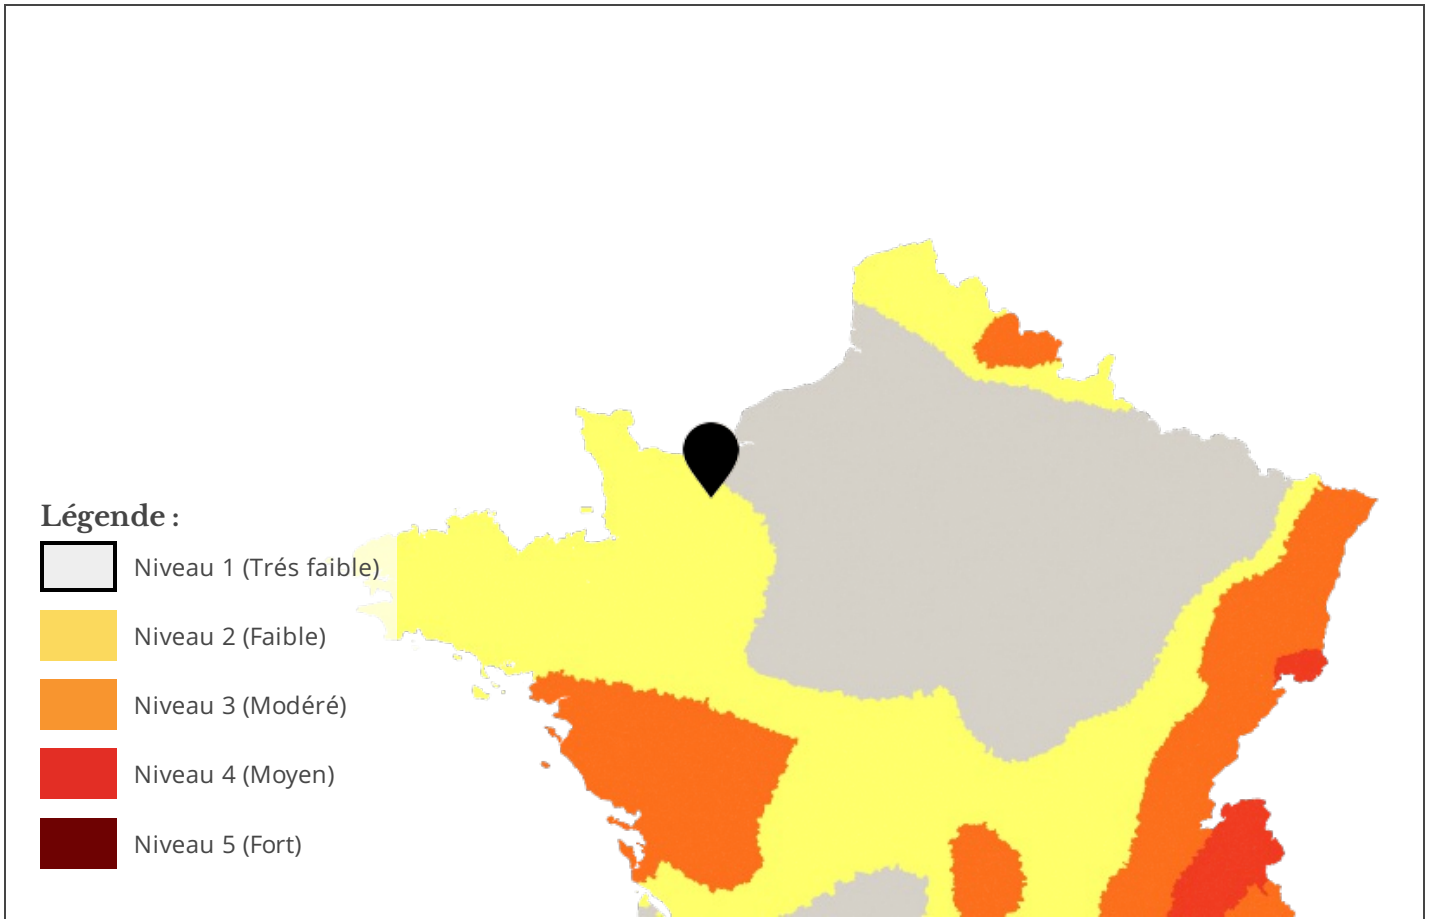 Légende :
Niveau 1 (Trés faible)
Niveau 2 (Faible)
Niveau 3 (Modéré)
Niveau 4 (Moyen)
Niveau 5 (Fort)